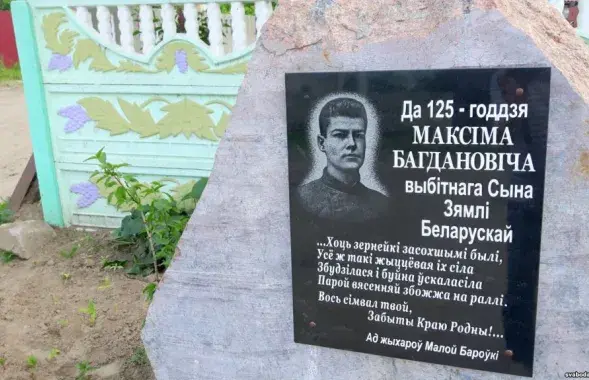 Да 125 - годдзя
МАКСІМА
БАГДАНОВІЧА
выбітнага Сына
Зямлі
Беларускай
...Хоць зернейкі засохшымі былі,
Усё ж такі жыццёвая іх сіла
Збудзілася і буйна ўскаласіла
Парой вясенняй збожжа на раллі.
Вось сімвал твой,
Забыты Краю Родны!...
Ад жыхароў Малой Бароўкі
svaboda